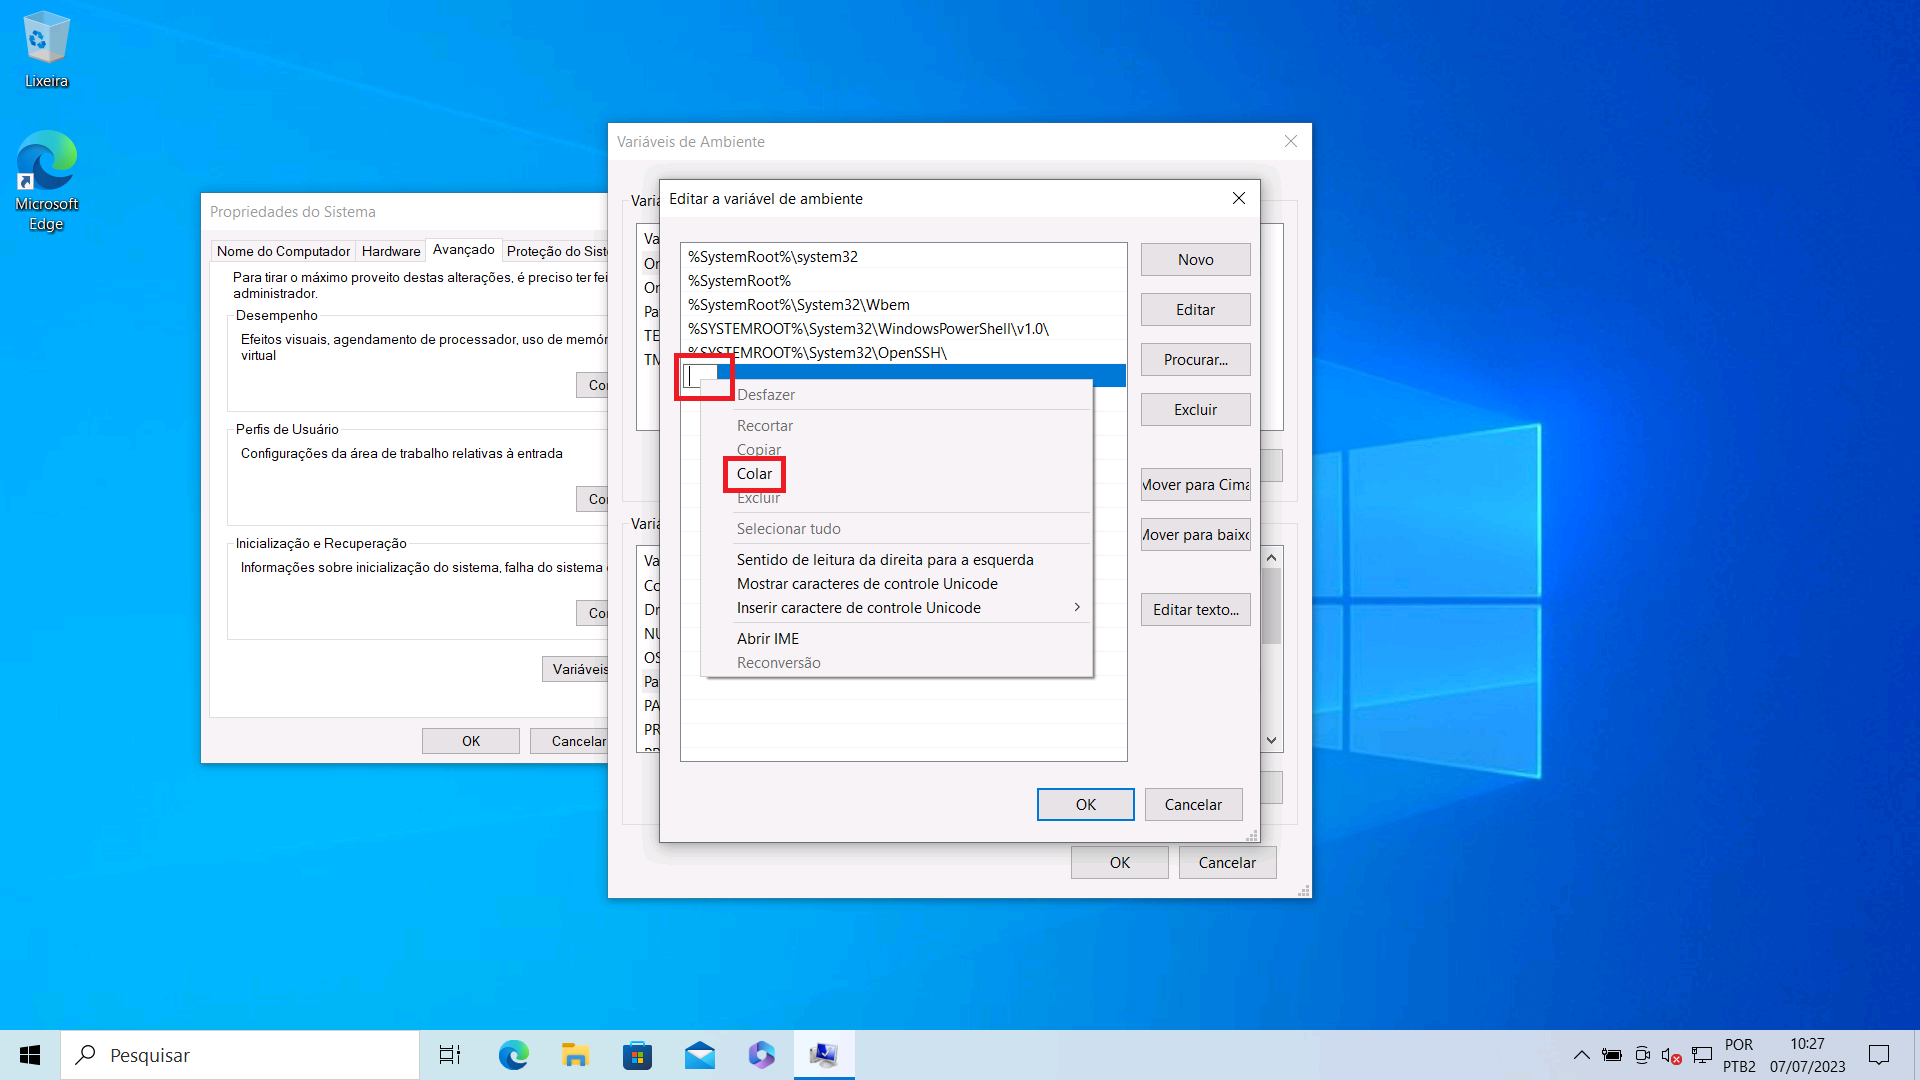 Lixeira
Microsoft
Edge
Propriedades do Sistema
Nome do Computador
Hardware
Avançado
Proteção do Siste
Para tirar o máximo proveito destas alterações, é preciso ter fei
administrador.
Desempenho
Efeitos visuais, agendamento de processador, uso de memór
virtual
Co
Perfis de Usuário
Configurações da área de trabalho relativas à entrada
Co
Inicialização e Recuperação
Informações sobre inicialização do sistema, falha do sistema
Co
Variáveis
OK
Cancelar
Variáveis de Ambiente
Variá
Va
On
On
Pa
TE
TM
Variá
Va
Co
Dr
NU
OS
Pa
PA
PR
OK
Cancelar
Editar a variável de ambiente
%SystemRoot%\system32
%SystemRoot%
%SystemRoot%\System32\Wbem
%SYSTEMROOT%\System32\WindowsPowerShell\v1.0\
%SYSTEMROOT%\System32\OpenSSH\
Novo
Editar
Procurar...
Excluir
Mover para Cima
Mover para baixo
Editar texto...
OK
Cancelar
Desfazer
Recortar
Copiar
Colar
Excluir
Selecionar tudo
Sentido de leitura da direita para a esquerda
Mostrar caracteres de controle Unicode
Inserir caractere de controle Unicode
Abrir IME
Reconversão
Pesquisar
POR
PTB2
10:27
07/07/2023